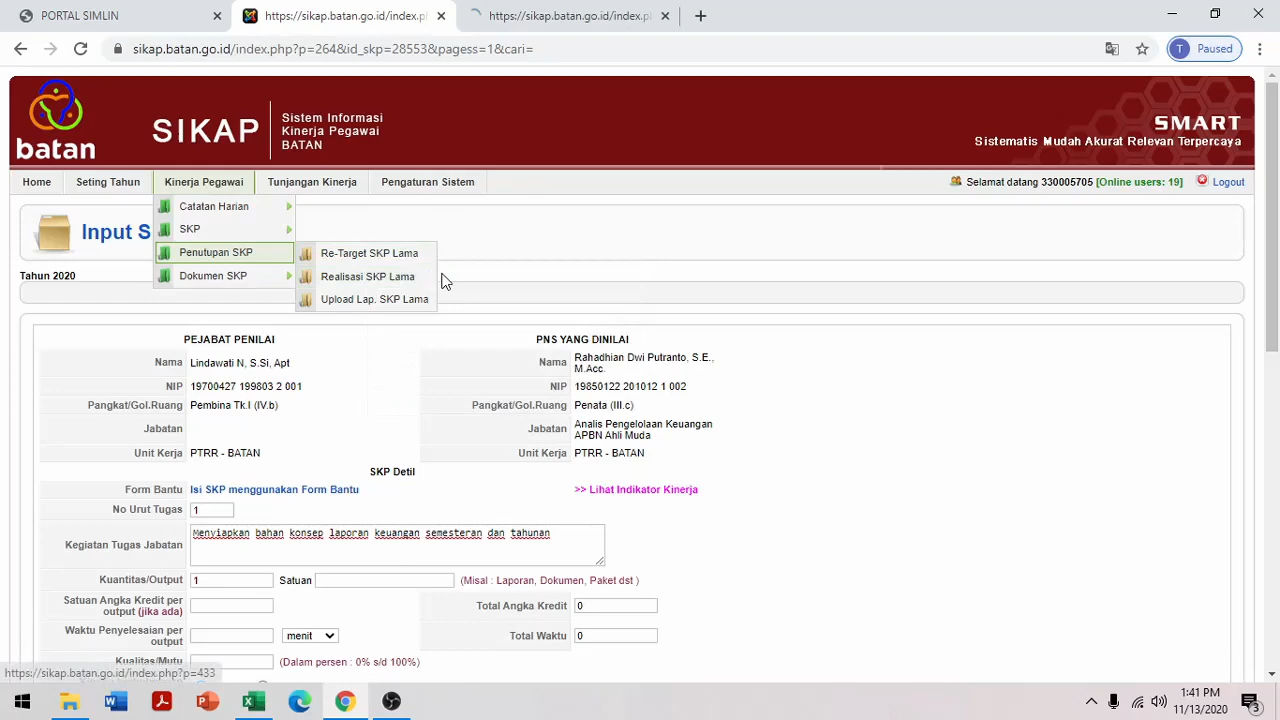 PORTAL SIMLIN
https://sikap.batan.go.id/index.ph
https://sikap.batan.go.id/index.ph
sikap.batan.go.id/index.php?p=264&id_skp=28553&pagess=1&cari=
T Paused
batan
SIKAP
Sistem Informasi
Kinerja Pegawai
BATAN
SMART
Sistematis Mudah Akurat Relevan Terpercaya
Home Seting Tahun Kinerja Pegawai Tunjangan Kinerja Pengaturan Sistem
Selamat datang 330005705 [Online users: 19] Logout
Catatan Harian
SKP
Penutupan SKP
Dokumen SKP
Re-Target SKP Lama
Realisasi SKP Lama
Upload Lap. SKP Lama
Input S
Tahun 2020
PEJABAT PENILAI PNS YANG DINILAI
Nama Lindawati N, S.Si, Apt Nama Rahadhian Dwi Putranto, S.E.,
M.Acc.
NIP 19700427 199803 2 001 NIP 19850122 201012 1 002
Pangkat/Gol.Ruang Pembina Tk.I (IV.b) Pangkat/Gol.Ruang Penata (III.c)
Jabatan Jabatan Analis Pengelolaan Keuangan
APBN Ahli Muda
Unit Kerja PTRR - BATAN Unit Kerja PTRR - BATAN
SKP Detil
Form Bantu Isi SKP menggunakan Form Bantu >> Lihat Indikator Kinerja
No Urut Tugas 1
Kegiatan Tugas Jabatan Menyiapkan bahan konsep laporan keuangan semesteran dan tahunan
Kuantitas/Output 1 Satuan (Misal : Laporan, Dokumen, Paket dst )
Satuan Angka Kredit per
output (jika ada) Total Angka Kredit 0
Waktu Penyelesaian per
output menit Total Waktu 0
Kualitas/Mutu (Dalam persen : 0% s/d 100%)
https://sikap.batan.go.id/index.php?p=433
1:41 PM
11/13/2020
3